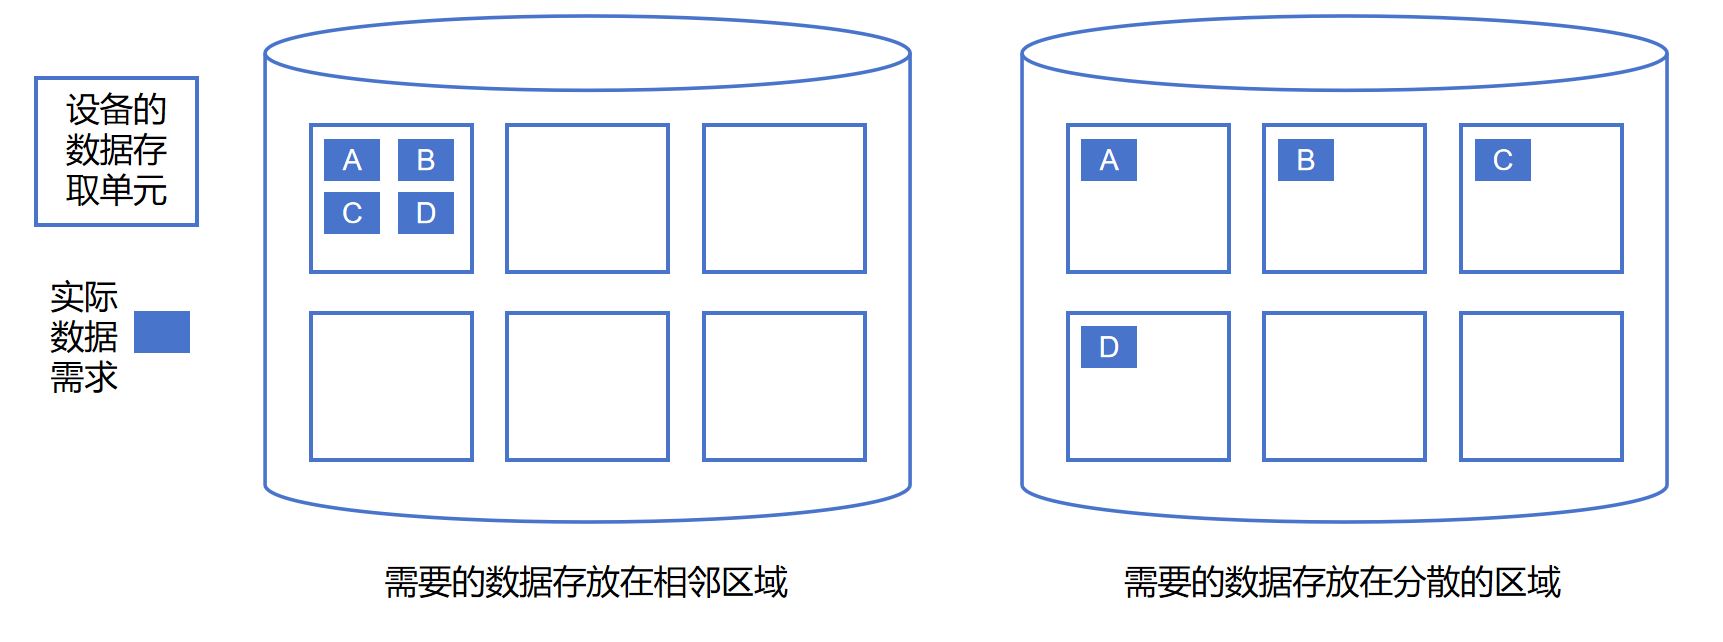 设备的
数据存
取单元
实际
数据
需求
A B
C D
需要的数据存放在相邻区域
A B C
D
需要的数据存放在分散的区域